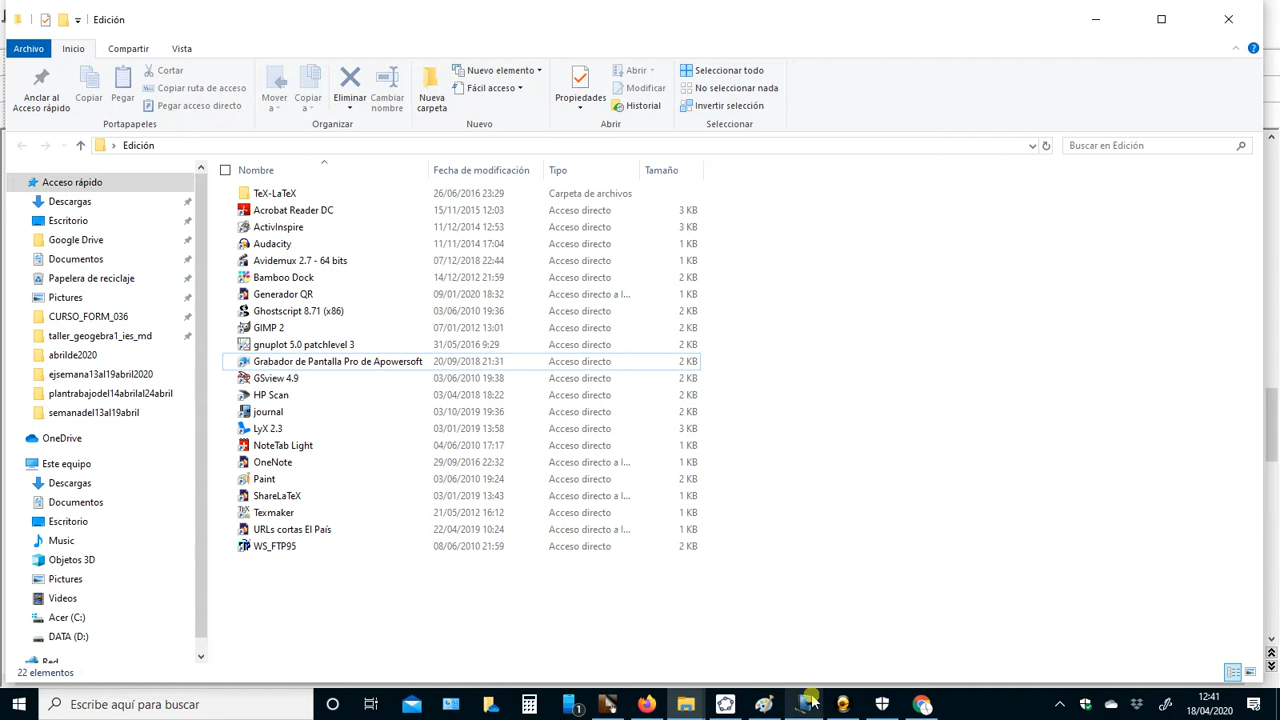 Edición
Archivo Inicio Compartir Vista
Anclar al Acceso rápido
Copiar
Pegar
Cortar
Copiar ruta de acceso
Pegar acceso directo
Portapapeles
Mover a
Copiar a
Eliminar
Cambiar nombre
Organizar
Nueva carpeta
Nuevo elemento
Fácil acceso
Nuevo
Propiedades
Abrir
Modificar
Historial
Abrir
Seleccionar todo
No seleccionar nada
Invertir selección
Seleccionar
Edición
Buscar en Edición
Acceso rápido
Descargas
Escritorio
Google Drive
Documentos
Papelera de reciclaje
Pictures
CURSO_FORM_036
taller_geogebra1_ies_md
abrilde2020
ejsemana13al19abril
plantrabajodel14abrilal24abril
semanadel13al19abril
OneDrive
Este equipo
Descargas
Documentos
Escritorio
Music
Objetos 3D
Pictures
Videos
Acer (C:)
DATA (D:)
Red
Nombre Fecha de modificación Tipo Tamaño
TeX-LaTeX 26/06/2016 23:29 Carpeta de archivos
Acrobat Reader DC 15/11/2015 12:03 Acceso directo 3 KB
ActivInspire 11/12/2014 12:53 Acceso directo 3 KB
Audacity 11/11/2014 17:04 Acceso directo 1 KB
Avidemux 2.7 - 64 bits 07/12/2018 22:44 Acceso directo 1 KB
Bamboo Dock 14/12/2012 21:59 Acceso directo 2 KB
Generador QR 09/01/2020 18:32 Acceso directo a I... 1 KB
Ghostscript 8.71 (x86) 03/06/2010 19:36 Acceso directo 2 KB
GIMP 2 07/01/2012 13:01 Acceso directo 2 KB
gnuplot 5.0 patchlevel 3 31/05/2016 9:29 Acceso directo 1 KB
Grabador de Pantalla Pro de Apowersoft 20/09/2018 21:31 Acceso directo 2 KB
GSview 4.9 03/06/2010 19:38 Acceso directo 2 KB
HP Scan 03/04/2018 18:22 Acceso directo 2 KB
journal 03/10/2019 19:36 Acceso directo 2 KB
LyX 2.3 03/01/2019 13:58 Acceso directo 3 KB
NoteTab Light 04/06/2010 17:17 Acceso directo 1 KB
OneNote 29/09/2016 22:32 Acceso directo a I... 1 KB
Paint 03/06/2010 19:24 Acceso directo 2 KB
ShareLaTeX 03/01/2019 13:43 Acceso directo a I... 1 KB
Texmaker 21/05/2012 16:12 Acceso directo 1 KB
URLs cortas El País 22/04/2019 10:24 Acceso directo a I... 1 KB
WS_FTP95 08/06/2010 21:59 Acceso directo 2 KB
22 elementos
Escribe aquí para buscar
1
12:41
18/04/2020